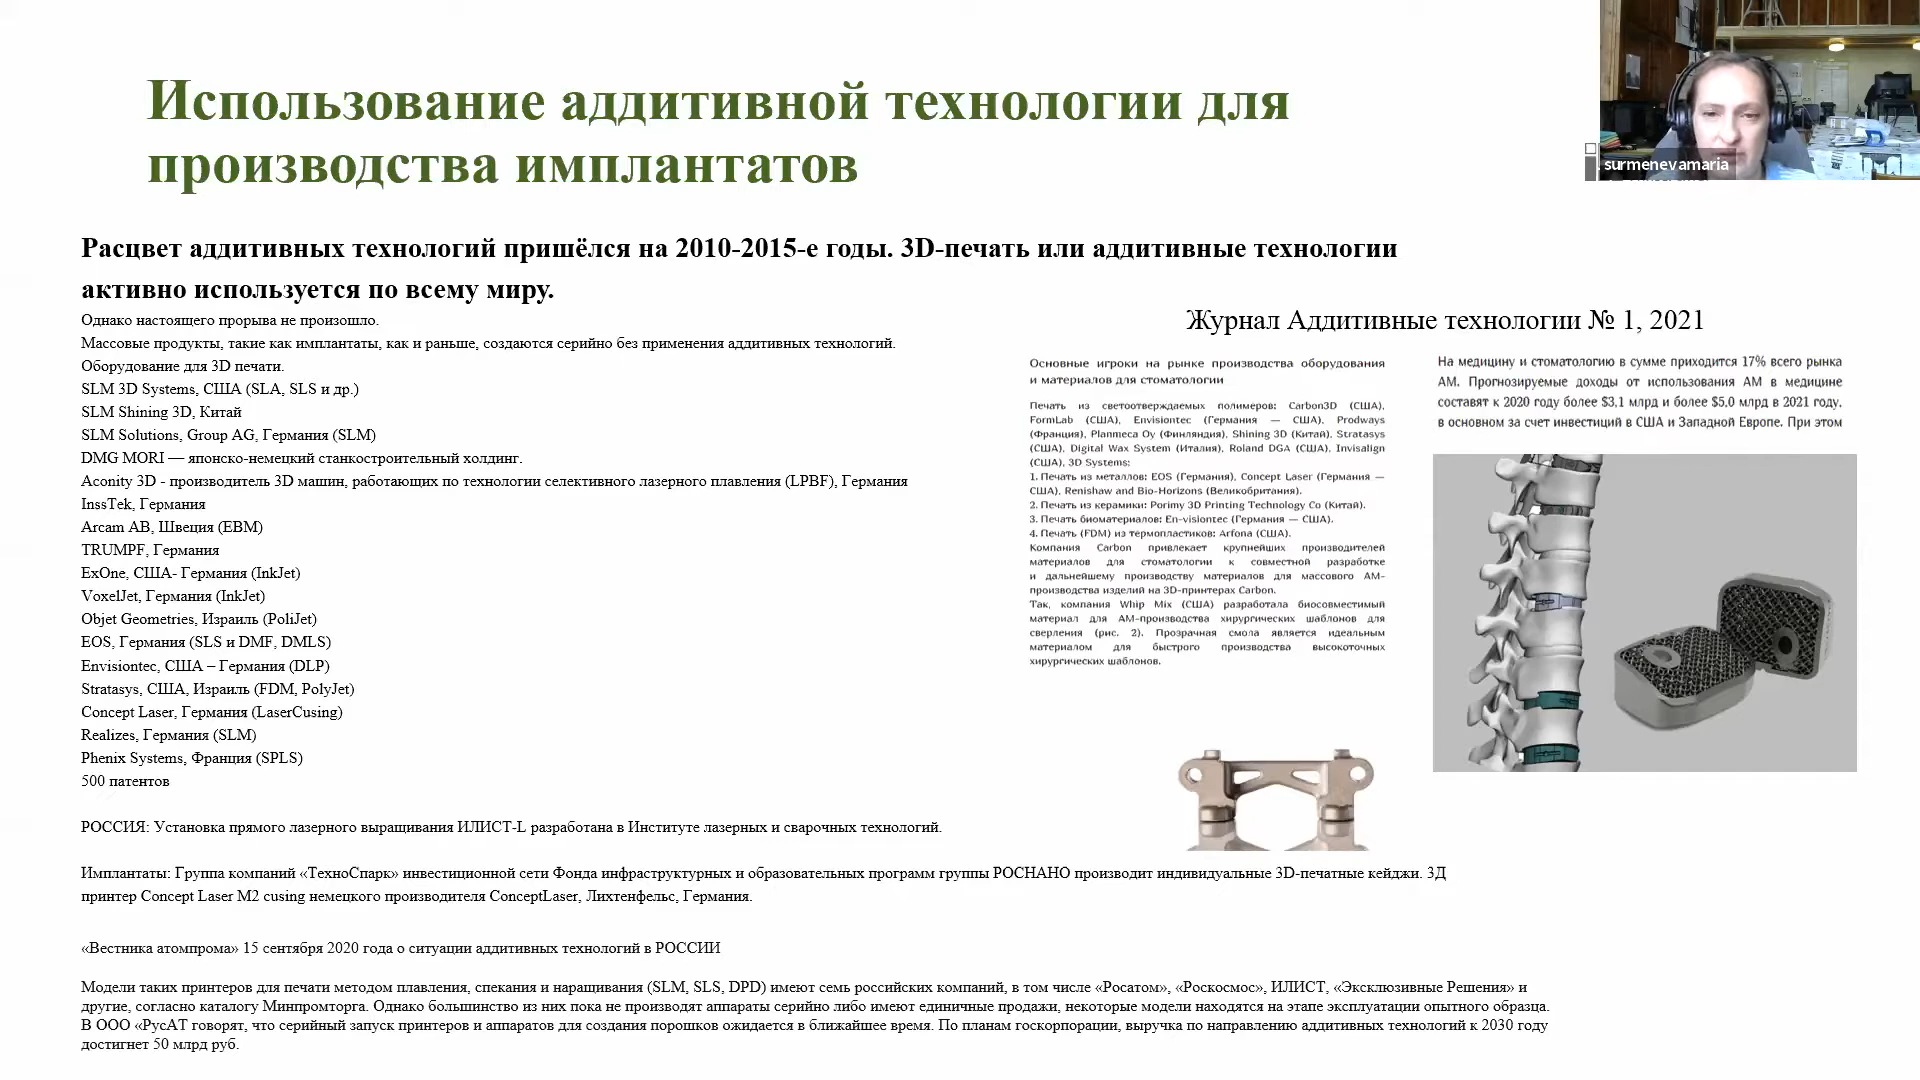 Использование аддитивной технологии для
производства имплантатов
surmenevamaria
Расцвет аддитивных технологий пришёлся на 2010-2015-е годы. 3D-печать или аддитивные технологии
активно используется по всему миру.
Однако настоящего прорыва не произошло.
Массовые продукты, такие как имплантаты, как и раньше, создаются серийно без применения аддитивных технологий.
Оборудование для 3D печати.
SLM 3D Systems, США (SLA, SLS и др.)
SLM Shining 3D, Китай
SLM Solutions, Group AG, Германия (SLM)
DMG MORI — японско-немецкий станкостроительный холдинг.
Aconity 3D - производитель 3D машин, работающих по технологии селективного лазерного плавления (LPBF), Германия
InssTek, Германия
Arcam AB, Швеция (EBM)
TRUMPF, Германия
ExOne, США- Германия (InkJet)
VoxelJet, Германия (InkJet)
Objet Geometries, Израиль (PoliJet)
EOS, Германия (SLS и DMF, DMLS)
Envisiontec, США – Германия (DLP)
Stratasys, США, Израиль (FDM, PolyJet)
Concept Laser, Германия (LaserCusing)
Realizes, Германия (SLM)
Phenix Systems, Франция (SPLS)
500 патентов
РОССИЯ: Установка прямого лазерного выращивания ИЛИСТ-L разработана в Институте лазерных и сварочных технологий.
Имплантаты: Группа компаний «ТехноСпарк» инвестиционной сети Фонда инфраструктурных и образовательных программ группы РОСНАНО производит индивидуальные 3D-печатные кейджи. 3Д
принтер Concept Laser M2 cusing немецкого производителя ConceptLaser, Лихтенфельс, Германия.
«Вестника атомпрома» 15 сентября 2020 года о ситуации аддитивных технологий в РОССИИ
Модели таких принтеров для печати методом плавления, спекания и наращивания (SLM, SLS, DPD) имеют семь российских компаний, в том числе «Росатом», «Роскосмос», ИЛИСТ, «Эксклюзивные Решения» и
другие, согласно каталогу Минпромторга. Однако большинство из них пока не производят аппараты серийно либо имеют единичные продажи, некоторые модели находятся на этапе эксплуатации опытного образца.
В ООО «РусАТ говорят, что серийный запуск принтеров и аппаратов для создания порошков ожидается в ближайшее время. По планам госкорпорации, выручка по направлению аддитивных технологий к 2030 году
достигнет 50 млрд руб.
Журнал Аддитивные технологии № 1, 2021
Основные игроки на рынке производства оборудования
и материалов для стоматологии
Печать из светоотверждаемых полимеров: Carbon3D (США),
FormLab (США), Envisiontec (Германия — США), Prodways
(Франция), Planmeca Oy (Финляндия), Shining 3D (Китай), Stratasys
(США), Digital Wax System (Италия), Roland DGA (США), Invisalign
(США), 3D Systems:
1. Печать из металлов: EOS (Германия), Concept Laser (Германия —
США), Renishaw and Bio-Horizons (Великобритания).
2. Печать из керамики: Porimy 3D Printing Technology Co (Китай).
3. Печать биоматериалов: En-visiontec (Германия — США).
4. Печать (FDM) из термопластиков: Arfona (США).
Компания Carbon привлекает крупнейших производителей
материалов для стоматологии к совместной разработке
и дальнейшему производству материалов для массового АМ-
производства изделий на 3D-принтерах Carbon.
Так, компания Whip Mix (США) разработала биосовместимый
материал для АМ-производства хирургических шаблонов для
сверления (рис. 2). Прозрачная смола является идеальным
материалом для быстрого производства высокоточных
хирургических шаблонов.
На медицину и стоматологию в сумме приходится 17% всего рынка
АМ. Прогнозируемые доходы от использования АМ в медицине
составят к 2020 году более $3,1 млрд и более $5,0 млрд в 2021 году,
в основном за счет инвестиций в США и Западной Европе. При этом